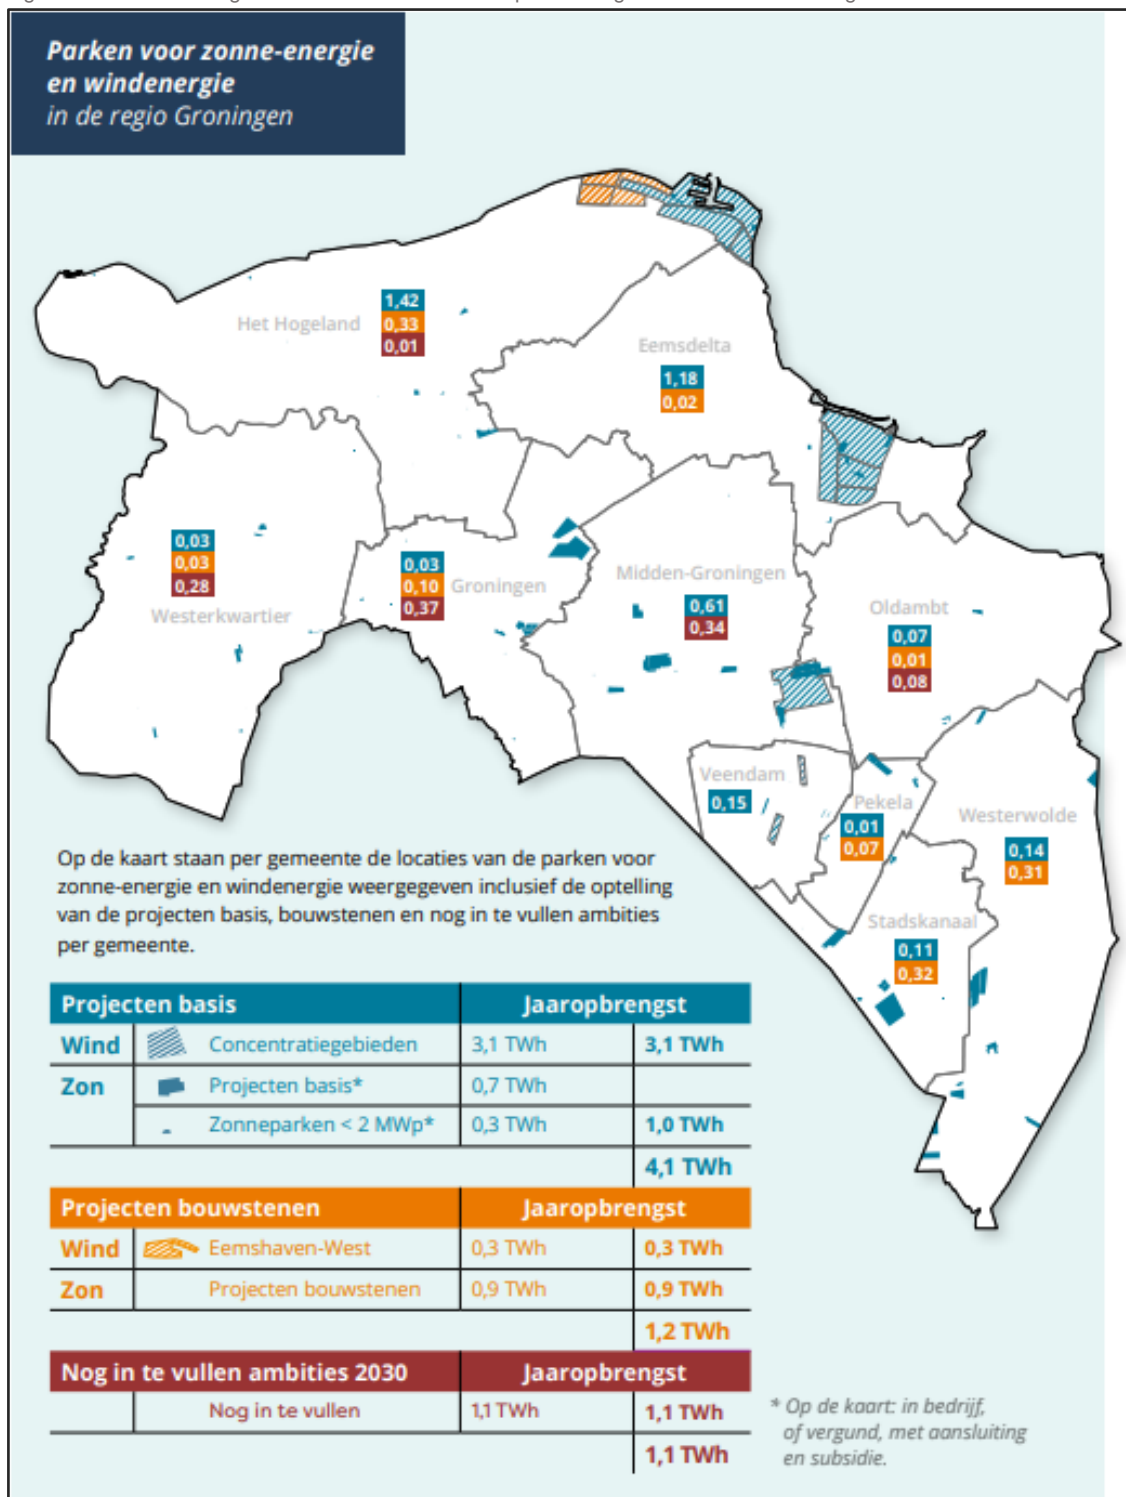 Parken voor zonne-energie
en windenergie
in de regio Groningen
Het Hogeland
1,42
0,33
0,01
Eemsdelta
1,18
0,02
0,03
0,03
0,28
Westerkwartier
0,03
0,10
0,37
Groningen
Midden-Groningen
0,61
0,34
Oldambt
0,07
0,01
0,08
Veendam
0,15
Pekela
0,01
0,07
Westerwolde
0,14
0,31
Stadskanaal
0,11
0,32
Op de kaart staan per gemeente de locaties van de parken voor
zonne-energie en windenergie weergegeven inclusief de optelling
van de projecten basis, bouwstenen en nog in te vullen ambities
per gemeente.
Projecten basis Jaaropbrengst
Wind Concentratiegebieden 3,1 TWh 3,1 TWh
Zon Projecten basis* 0,7 TWh
Zonneparken < 2 MWp* 0,3 TWh 1,0 TWh
4,1 TWh
Projecten bouwstenen Jaaropbrengst
Wind Eemshaven-West 0,3 TWh 0,3 TWh
Zon Projecten bouwstenen 0,9 TWh 0,9 TWh
1,2 TWh
Nog in te vullen ambities 2030 Jaaropbrengst
Nog in te vullen 1,1 TWh 1,1 TWh
1,1 TWh
* Op de kaart: in bedrijf,
of vergund, met aansluiting
en subsidie.